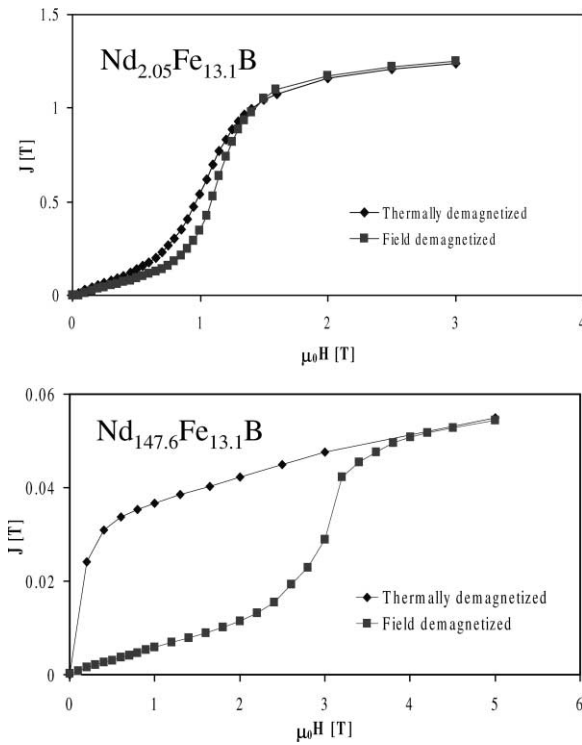 1.5
Nd2.05Fe13.1B
1
J [T]
0.5
Thermally demagnetized
Field demagnetized
0
0 1 2 3 4
μ0H [T]
0.06
Nd147.6Fe13.1B
0.04
J [T]
0.02
Thermally demagnetized
Field demagnetized
0
0 1 2 3 4 5 6
μ0H [T]